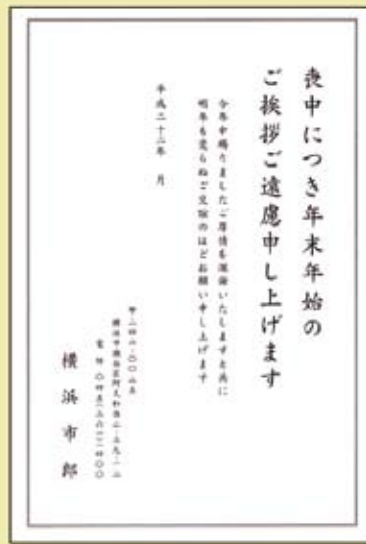 喪中につき年末年始の
ご挨拶ご遠慮申し上げます
今年中賜りましたご厚情を深謝いたしますと共に
明年も変らぬご交誼のほどお願い申し上げます
平成二十二年 月
横浜市
横浜市郎